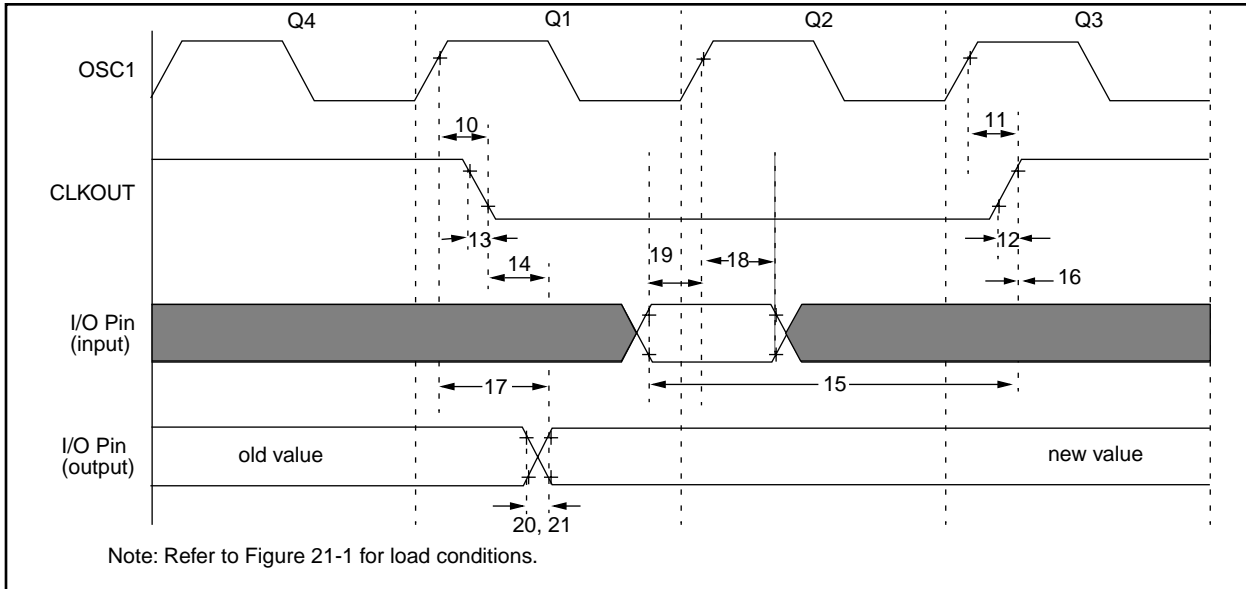 Q4 Q1 Q2 Q3
OSC1
10 11
CLKOUT
13 12
14 19 18
16
I/O Pin
(input)
17 15
I/O Pin
(output)
old value new value
20, 21
Note: Refer to Figure 21-1 for load conditions.